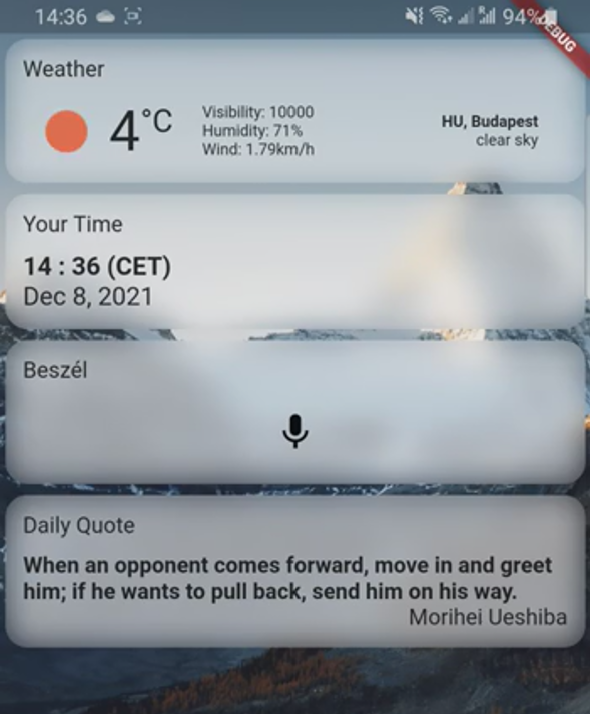 14:36 94%
DEBUG
Weather
4°C
Visibility: 10000
Humidity: 71%
Wind: 1.79km/h
HU, Budapest
clear sky
Your Time
14 : 36 (CET)
Dec 8, 2021
Beszél
Daily Quote
When an opponent comes forward, move in and greet
him; if he wants to pull back, send him on his way.
Morihei Ueshiba